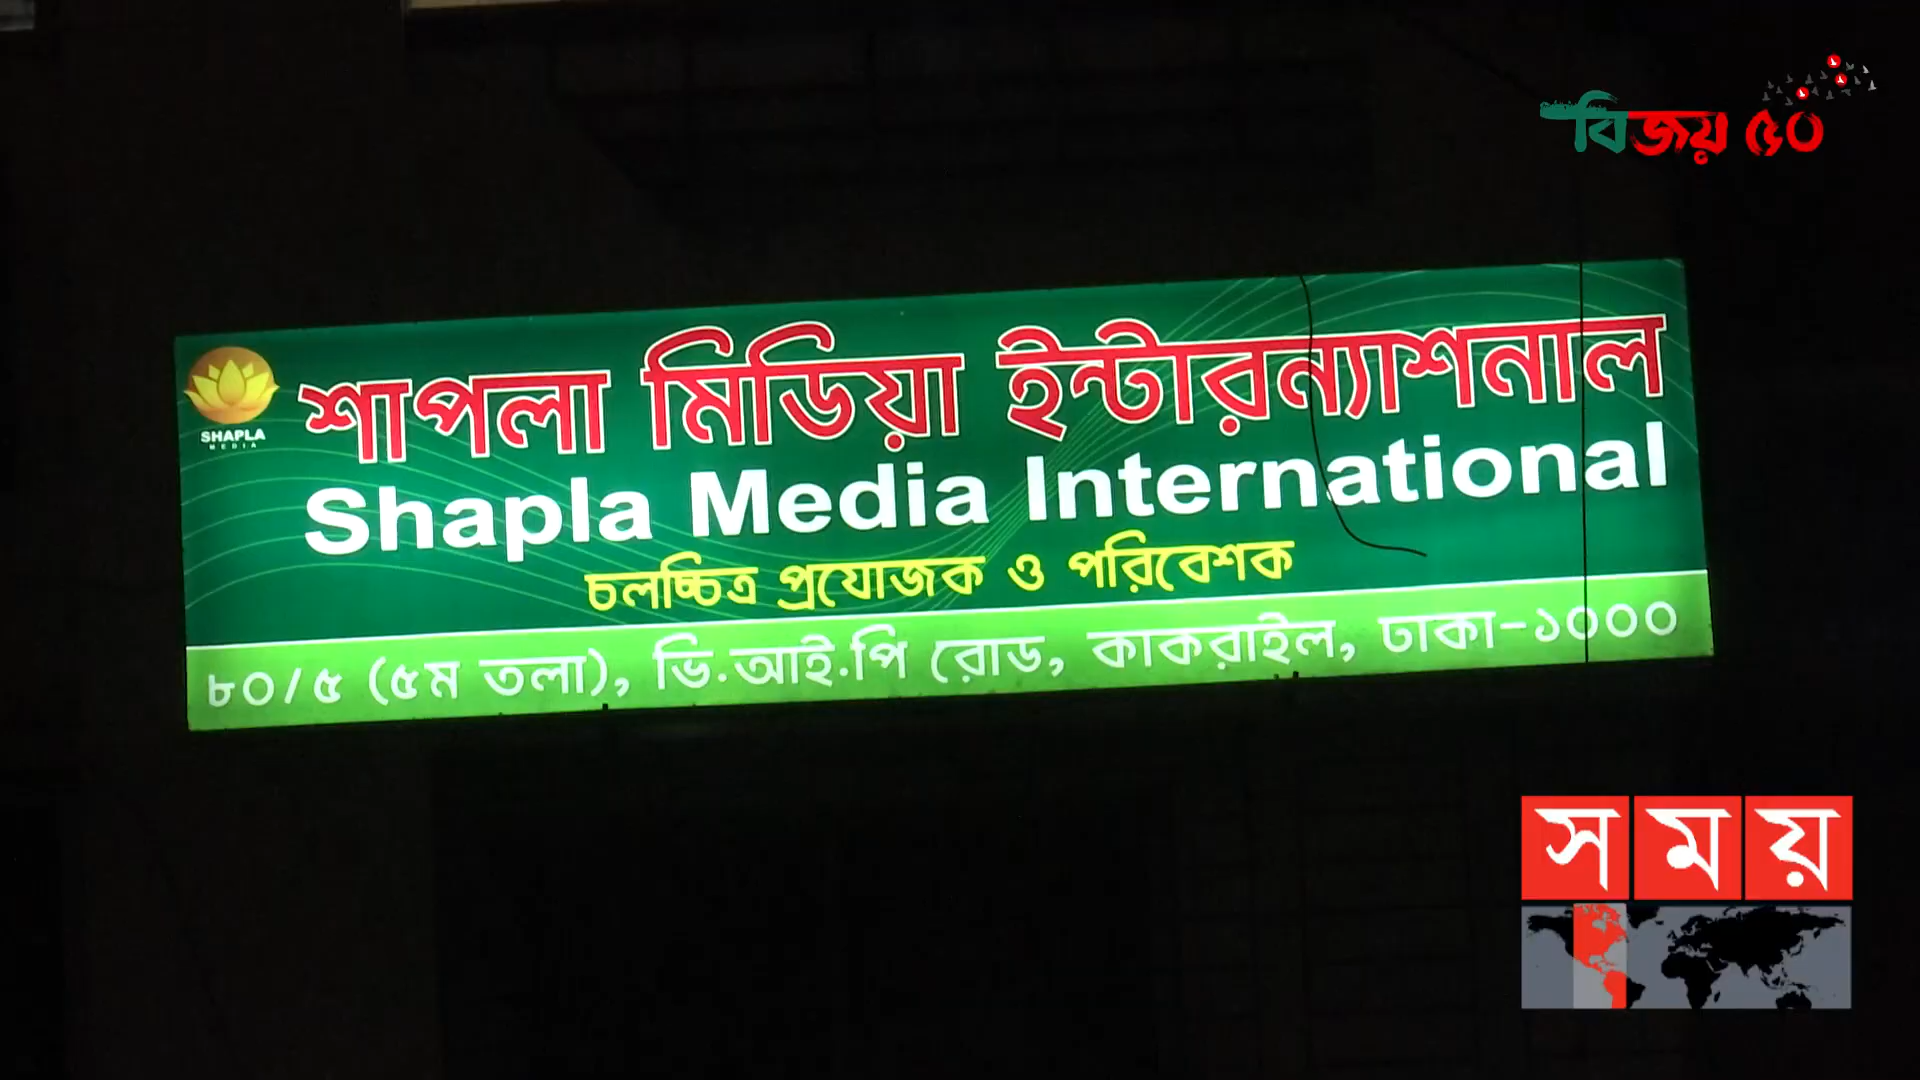 বিজয় ৫০
শাপলা মিডিয়া ইন্টারন্যাশনাল
SHAPLA
MEDIA
Shapla Media International
চলচ্চিত্র প্রযোজক ও পরিবেশক
৮০/৫ (৫ম তলা), ভি.আই.পি রোড, কাকরাইল, ঢাকা-১০০০
সময়